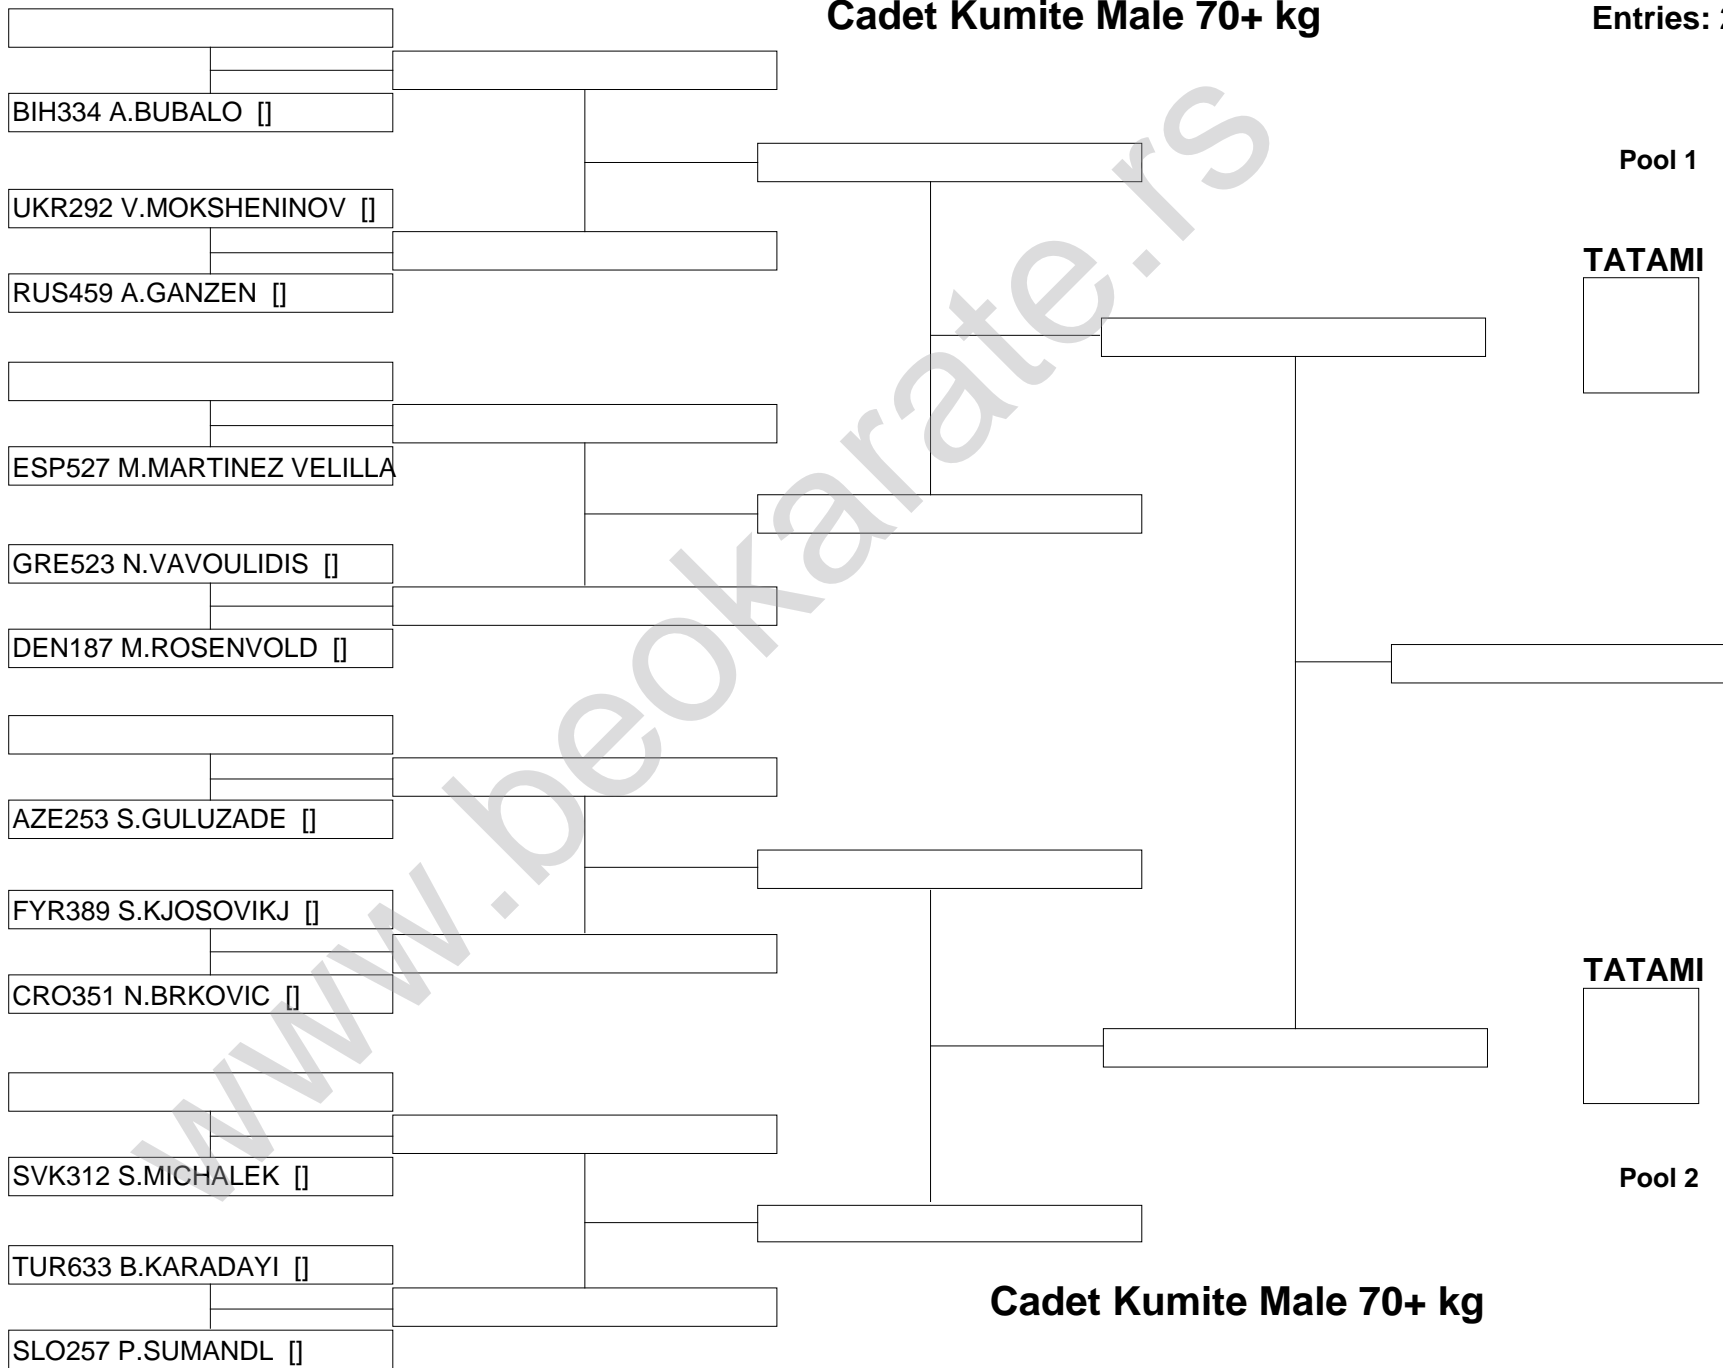 Cadet Kumite Male 70+ kg
Entries: 2
BIH334 A.BUBALO []
Pool 1
UKR292 V.MOKSHENINOV []
TATAMI
RUS459 A.GANZEN []
ESP527 M.MARTINEZ VELILLA
GRE523 N.VAVOULIDIS []
DEN187 M.ROSENVOLD []
AZE253 S.GULUZADE []
FYR389 S.KJOSOVIKJ []
TATAMI
CRO351 N.BRKOVIC []
SVK312 S.MICHALEK []
Pool 2
TUR633 B.KARADAYI []
Cadet Kumite Male 70+ kg
SLO257 P.SUMANDL []
www.beokarate.rs